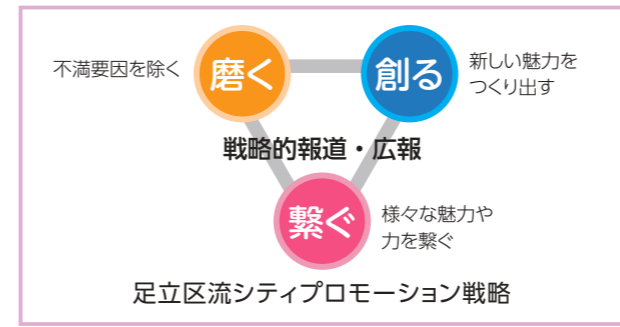 不満要因を除く
磨く
創る
新しい魅力を
つくり出す
戦略的報道・広報
繋ぐ
様々な魅力や
力を繋ぐ
足立区流シティプロモーション戦略